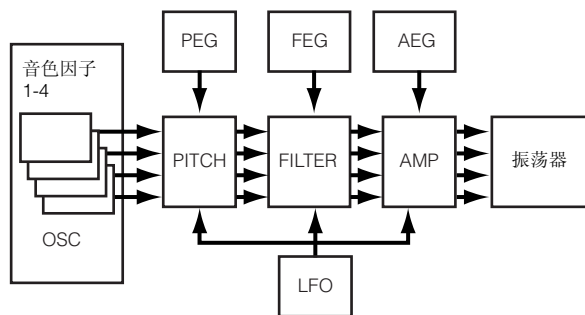 PEG
FEG
AEG
音色因子
1-4
PITCH
FILTER
AMP
振荡器
OSC
LFO